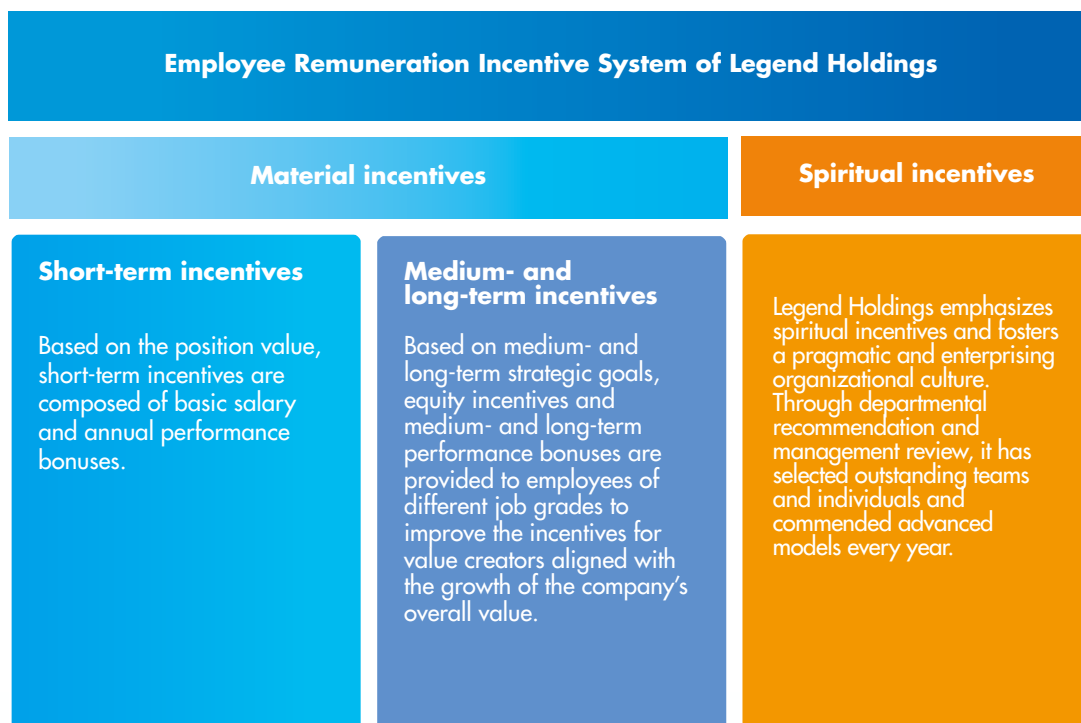 Employee Remuneration Incentive System of Legend Holdings
Material incentives
Spiritual incentives
Short-term incentives
Based on the position value,
short-term incentives are
composed of basic salary
and annual performance
bonuses.
Medium- and
long-term incentives
Based on medium- and
long-term strategic goals,
equity incentives and
medium- and long-term
performance bonuses are
provided to employees of
different job grades to
improve the incentives for
value creators aligned with
the growth of the company’s
overall value.
Legend Holdings emphasizes
spiritual incentives and fosters
a pragmatic and enterprising
organizational culture.
Through departmental
recommendation and
management review, it has
selected outstanding teams
and individuals and
commended advanced
models every year.